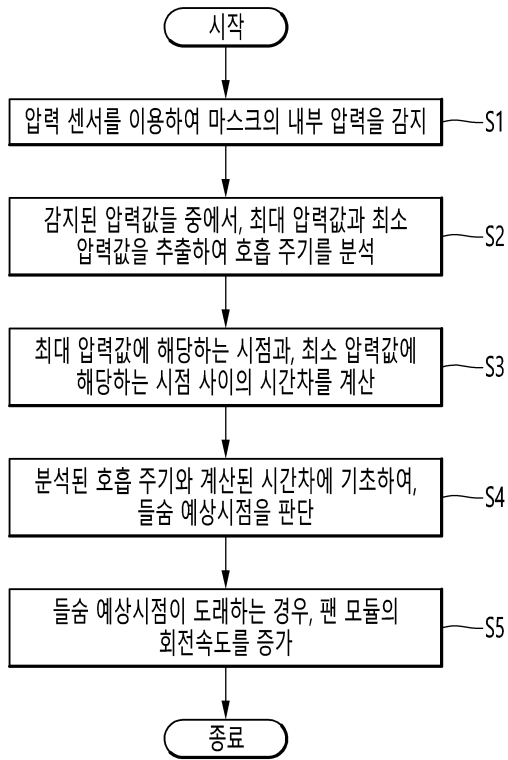 시작
압력 센서를 이용하여 마스크의 내부 압력을 감지
S1
감지된 압력값들 중에서, 최대 압력값과 최소
압력값을 추출하여 호흡 주기를 분석
S2
최대 압력값에 해당하는 시점과, 최소 압력값에
해당하는 시점 사이의 시간차를 계산
S3
분석된 호흡 주기와 계산된 시간차에 기초하여,
들숨 예상시점을 판단
S4
들숨 예상시점이 도래하는 경우, 팬 모듈의
회전속도를 증가
S5
종료